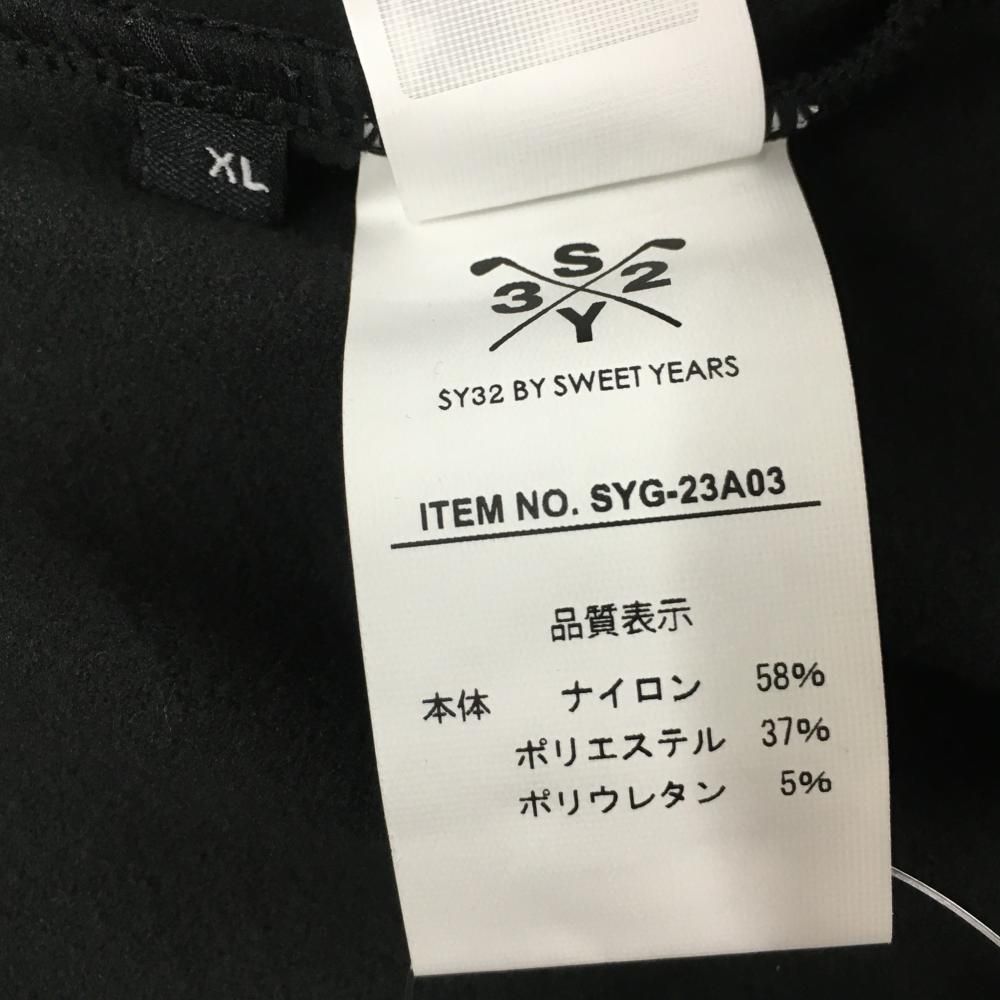 XL
S
3 2
Y
SY32 BY SWEET YEARS
ITEM NO. SYG-23A03
品質表示
本体 ナイロン 58%
ポリエステル 37%
ポリウレタン 5%